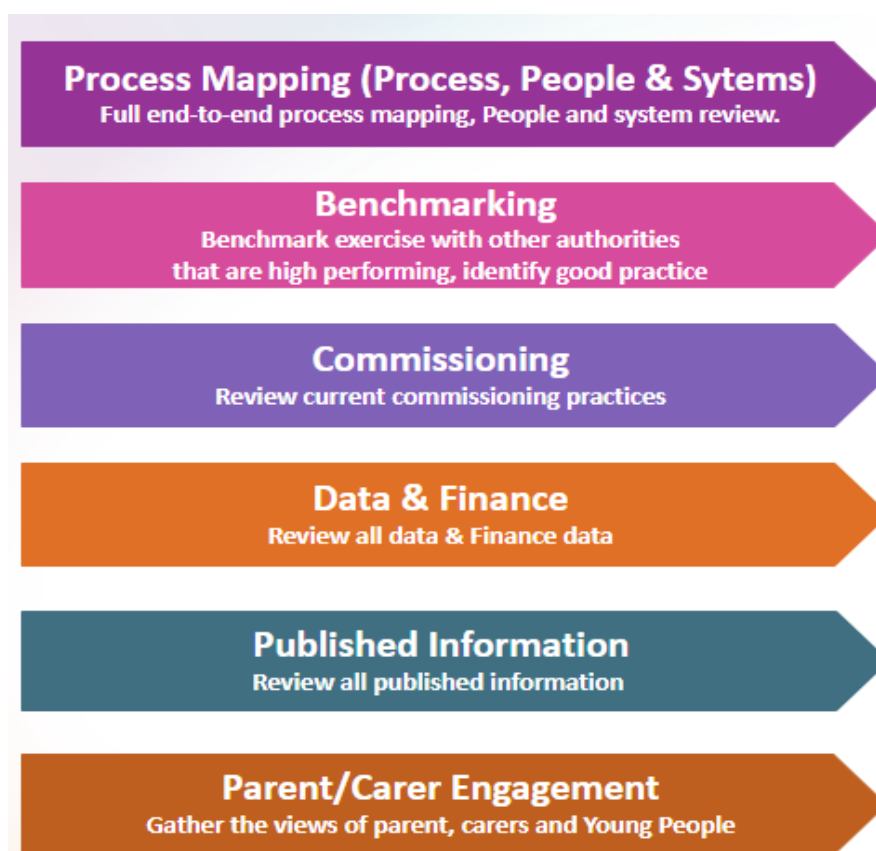 Process Mapping (Process, People & Sytems)
Full end-to-end process mapping, People and system review.
Benchmarking
Benchmark exercise with other authorities
that are high performing, identify good practice
Commissioning
Review current commissioning practices
Data & Finance
Review all data & Finance data
Published Information
Review all published information
Parent/Carer Engagement
Gather the views of parent, carers and Young People